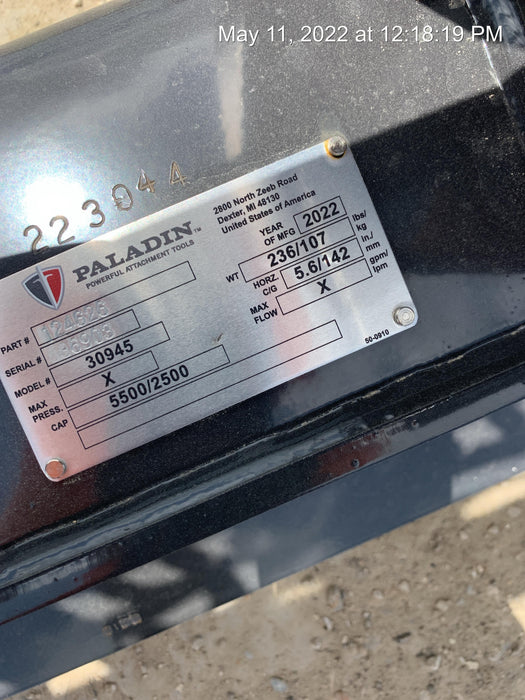 May 11, 2022 at 12:18:19 PM
223044
PALADIN™
POWERFUL ATTACHMENT TOOLS
2800 North Zeeb Road
Dexter, MI 48130
United States of America
YEAR OF MFG 2022
WT 236/107 lbs/kg
HORZ. C/G 5.6/142 in./mm
MAX FLOW X gpm/lpm
PART #
SERIAL #
MODEL # 30945
MAX PRESS. X
CAP 5500/2500
50-0910